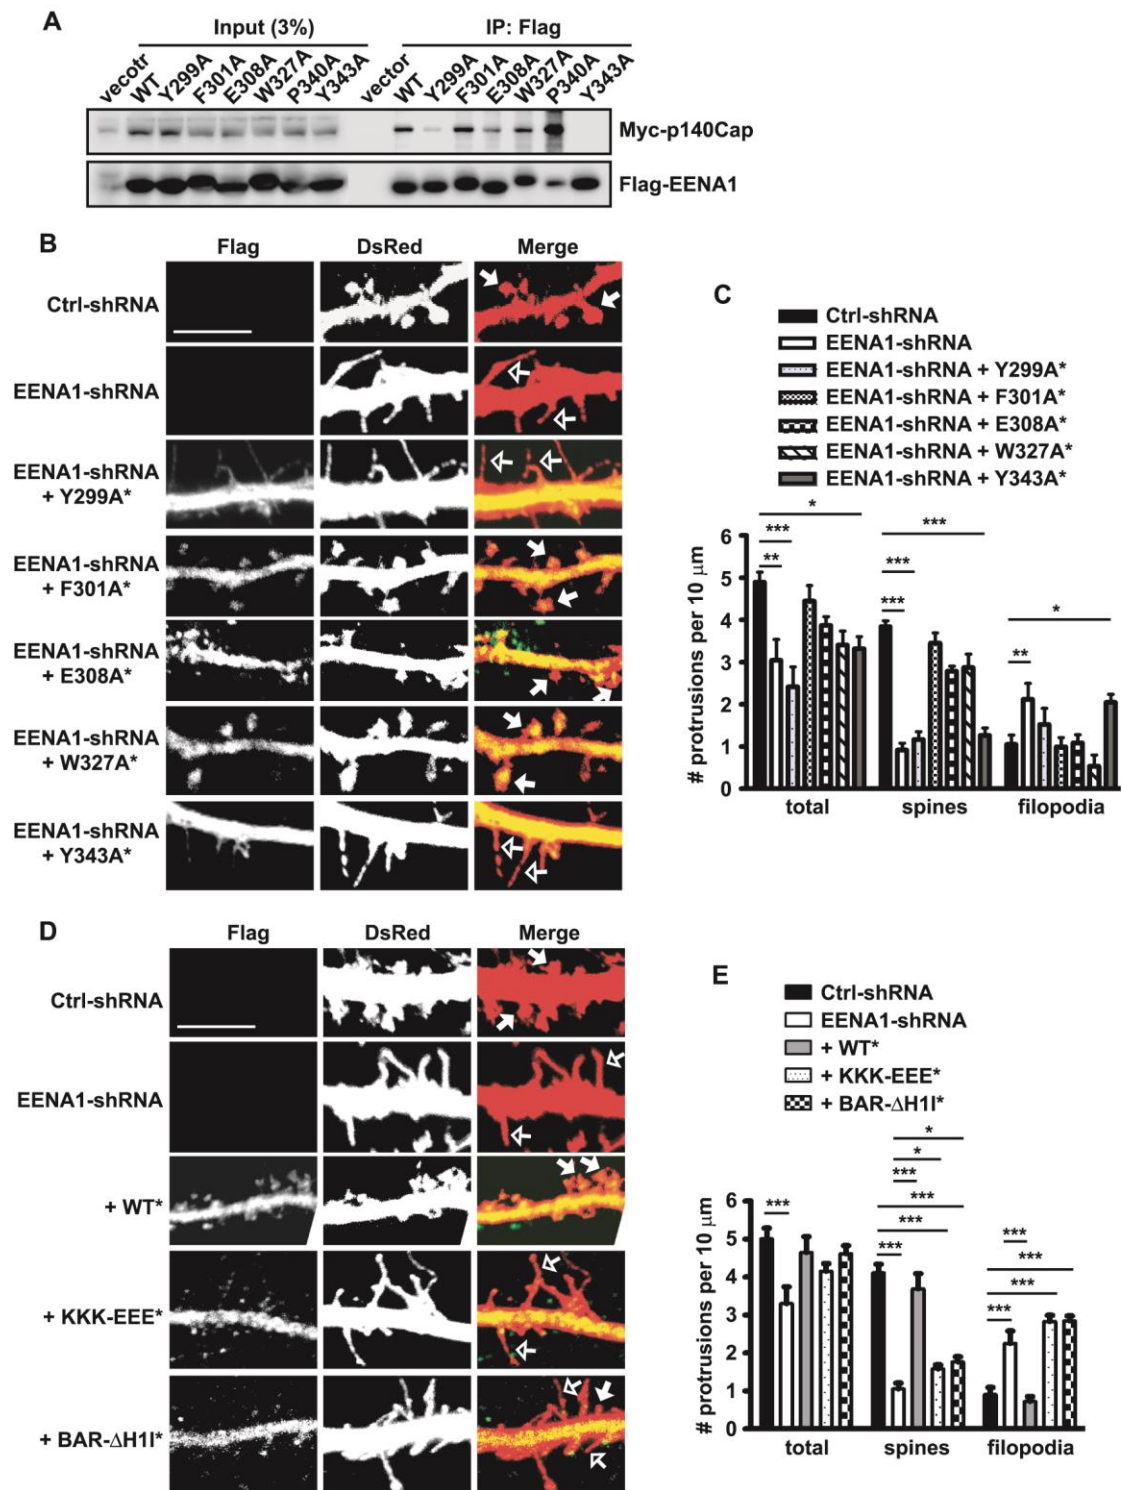 A
Input (3%)
IP: Flag
vecotr WT Y299A F301A E308A W327A P340A Y343A vector WT Y299A F301A E308A W327A P340A Y343A
Myc-p140Cap
Flag-EENA1
B
Flag DsRed Merge
Ctrl-shRNA
EENA1-shRNA
EENA1-shRNA
+ Y299A*
EENA1-shRNA
+ F301A*
EENA1-shRNA
+ E308A*
EENA1-shRNA
+ W327A*
EENA1-shRNA
+ Y343A*
C
Ctrl-shRNA
EENA1-shRNA
EENA1-shRNA + Y299A*
EENA1-shRNA + F301A*
EENA1-shRNA + E308A*
EENA1-shRNA + W327A*
EENA1-shRNA + Y343A*
# protrusions per 10 μm
6
5
4
3
2
1
0
*
***
**
***
***
***
*
**
total spines filopodia
D
Flag DsRed Merge
Ctrl-shRNA
EENA1-shRNA
+ WT*
+ KKK-EEE*
+ BAR-ΔH1I*
E
Ctrl-shRNA
EENA1-shRNA
+ WT*
+ KKK-EEE*
+ BAR-ΔH1I*
# protrusions per 10 μm
6
5
4
3
2
1
0
***
*
*
***
***
***
***
***
***
***
***
total spines filopodia